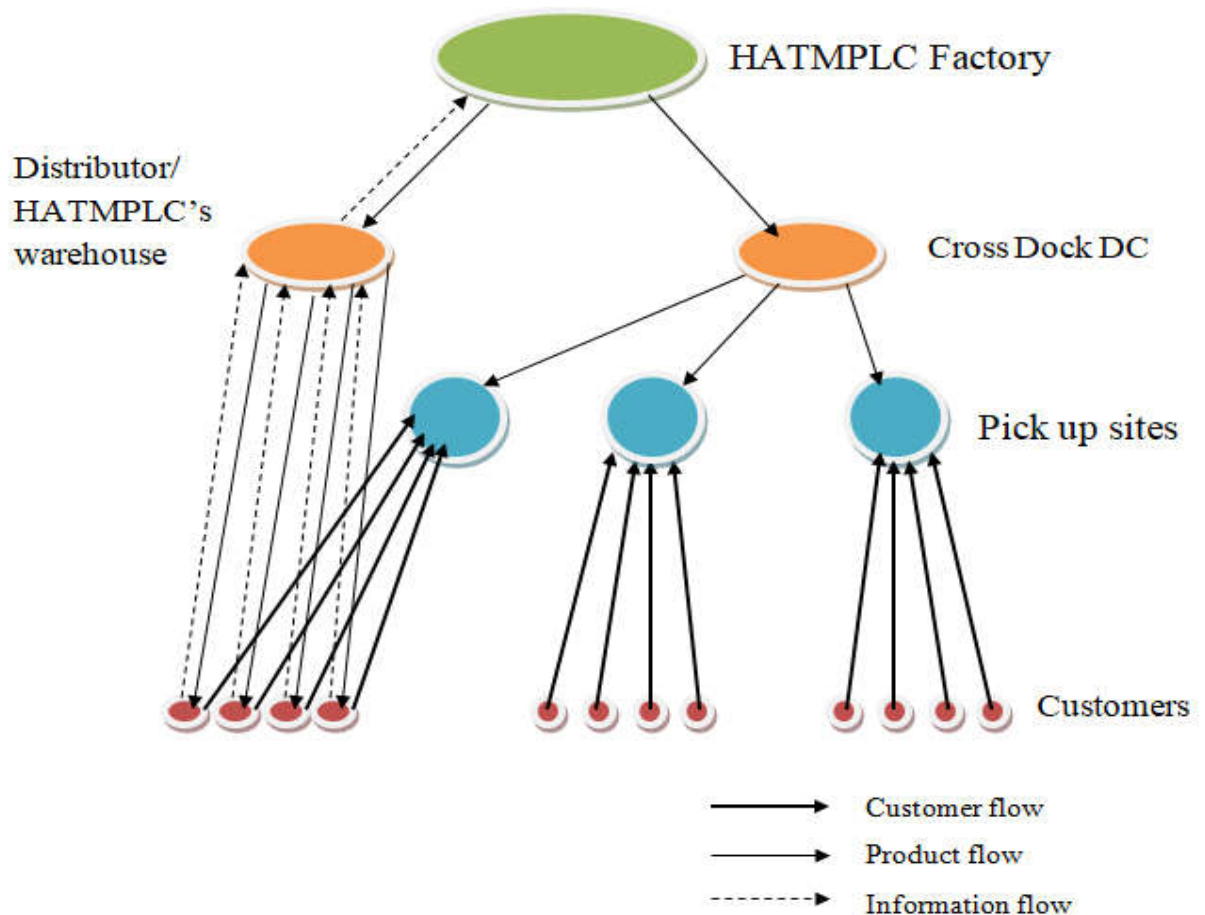 HATMPLC Factory
Distributor/
HATMPLC’s
warehouse
Cross Dock DC
Pick up sites
Customers
Customer flow
Product flow
Information flow